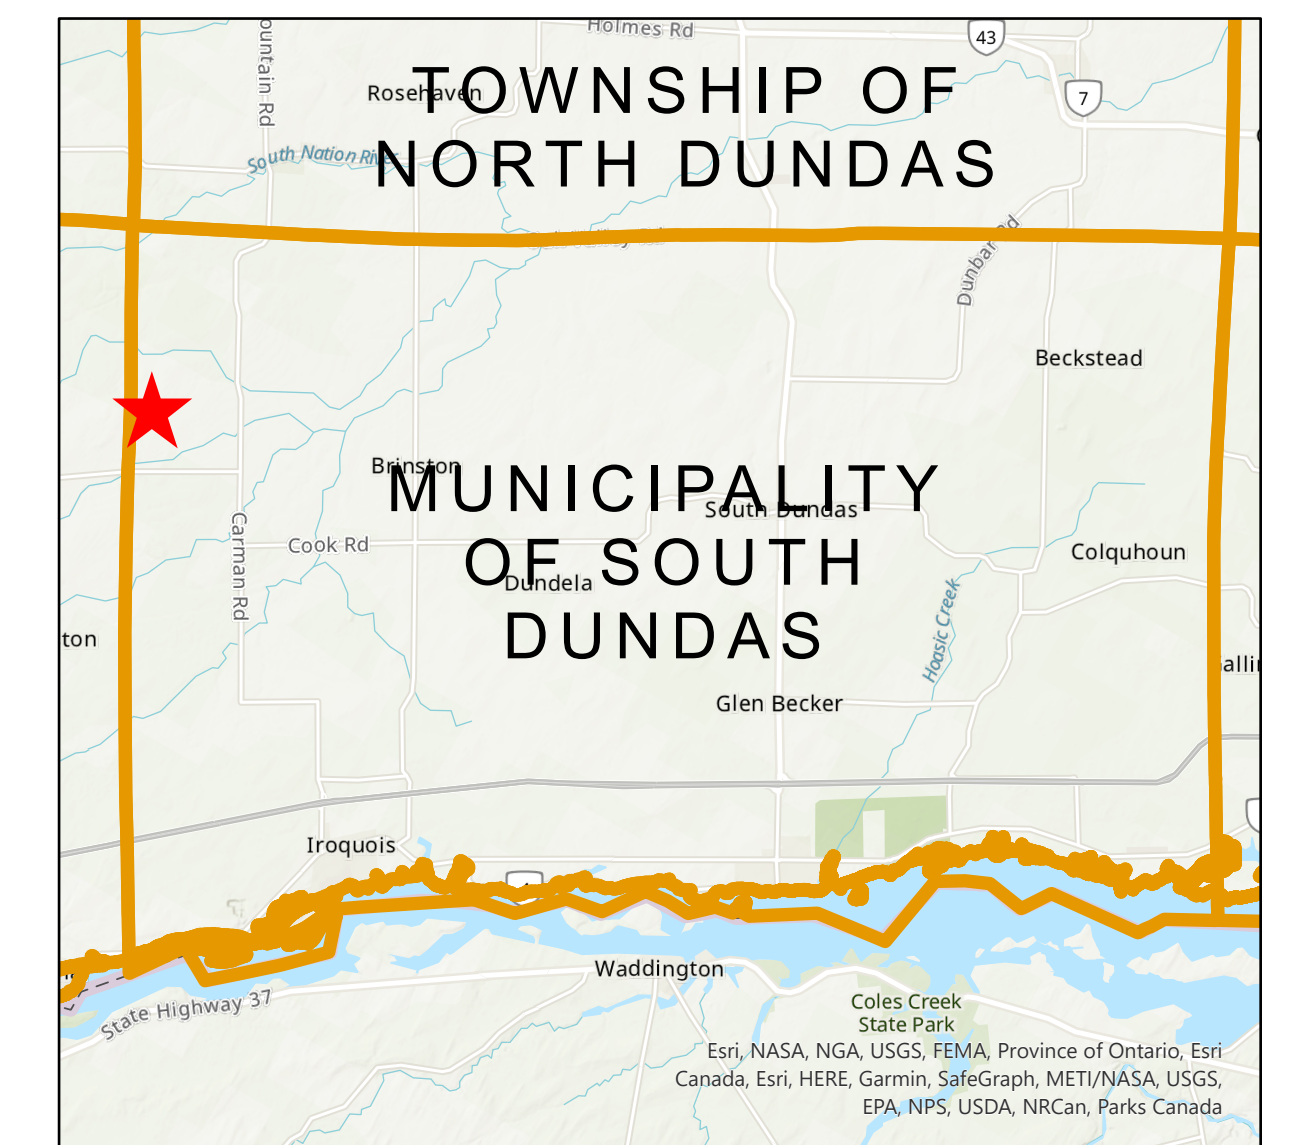 Holmes Rd
43
ountain Rd
7
Rosehaven
TOWNSHIP OF
NORTH DUNDAS
South Nation River
Dunbar Rd
Beckstead
Brinston
MUNICIPALITY
South Dundas
Carman Rd
Cook Rd
Colquhoun
OF SOUTH
Dundela
Hoasic Creek
DUNDAS
ton
allin
Glen Becker
Iroquois
Waddington
State Highway 37
Coles Creek
State Park
Esri, NASA, NGA, USGS, FEMA, Province of Ontario, Esri
Canada, Esri, HERE, Garmin, SafeGraph, METI/NASA, USGS,
EPA, NPS, USDA, NRCan, Parks Canada